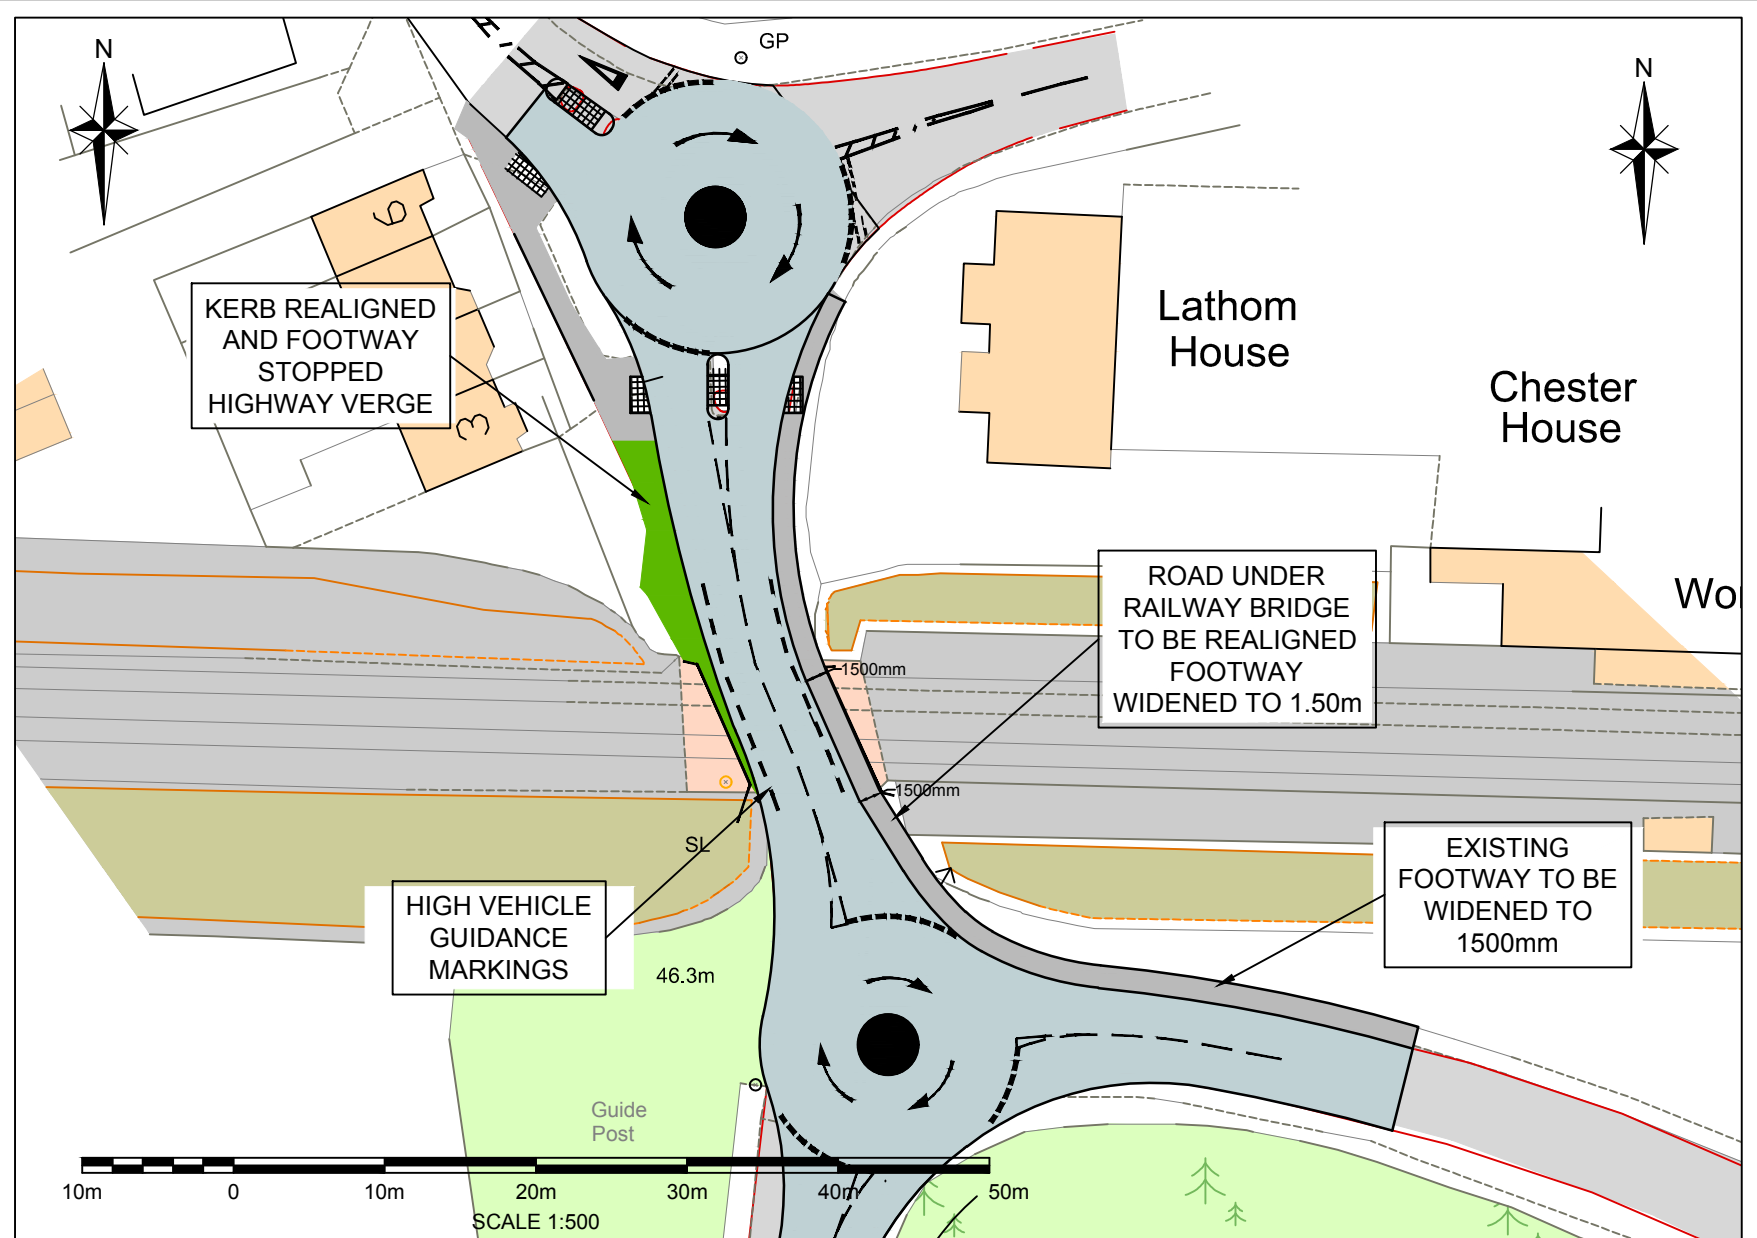 GP
N
N
6
KERB REALIGNED
AND FOOTWAY
STOPPED
HIGHWAY VERGE
3
Lathom
House
Chester
House
ROAD UNDER
RAILWAY BRIDGE
TO BE REALIGNED
FOOTWAY
WIDENED TO 1.50m
Wo
1500mm
1500mm
SL
EXISTING
FOOTWAY TO BE
WIDENED TO
1500mm
HIGH VEHICLE
GUIDANCE
MARKINGS
46.3m
Guide
Post
10m 0 10m 20m 30m 40m 50m
SCALE 1:500